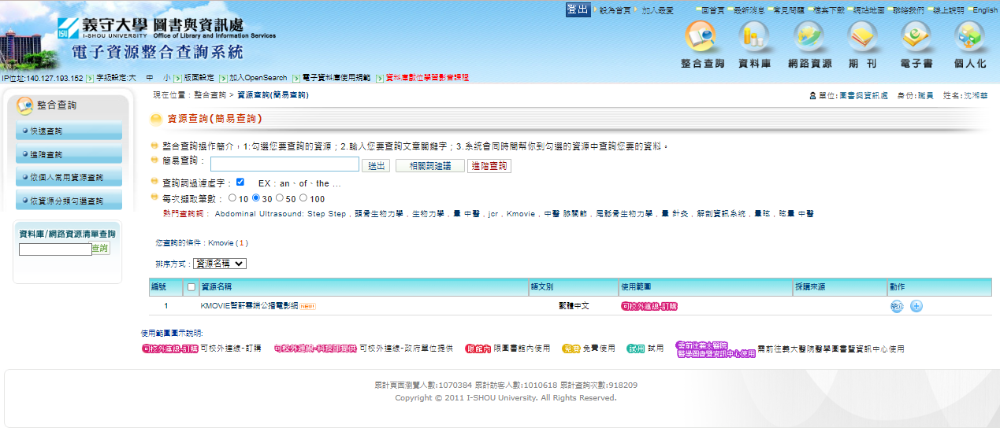 登出 設為首頁 加入最愛 回首頁 最新消息 常見問題 檔案下載 網站地圖 聯絡我們 線上說明 English
ISU 義守大學 圖書與資訊處
I-SHOU UNIVERSITY Office of Library and Information Services
電子資源整合查詢系統
整合查詢 資料庫 網路資源 期 刊 電子書 個人化
IP位址:140.127.193.152 字級設定:大 中 小 版面設定 加入OpenSearch 電子資料庫使用規範 資料庫數位學習影音課程
現在位置：整合查詢 > 資源查詢(簡易查詢)
單位:圖書與資訊處 身份:職員 姓名:沈湘華
整合查詢
快速查詢
進階查詢
依個人常用資源查詢
依資源分類勾選查詢
資料庫/網路資源清單查詢
查詢
資源查詢(簡易查詢)
整合查詢操作簡介，1:勾選您要查詢的資源；2.輸入您要查詢文章關鍵字；3.系統會同時間幫你到勾選的資源中查詢您要的資料。
簡易查詢： 送出 相關詞建議 進階查詢
查詢詞過濾虛字： EX：an、of、the ...
每次擷取筆數： 10 30 50 100
熱門查詢詞： Abdominal Ultrasound: Step Step，頭骨生物力學，生物力學，暈 中醫，jcr，Kmovie，中醫 膝關節，尾骶骨生物力學，暈 針灸，解剖資訊系統，暈眩，眩暈 中醫
您查詢的條件 : Kmovie ( 1 )
排序方式 : 資源名稱
編號 資源名稱 語文別 使用範圍 採購來源 動作
1 KMOVIE智軒雲端公播電影網 NEW! 繁體中文 可校外連線-訂購 簡介
使用範圍圖示說明:
可校外連線-訂購 可校外連線-訂購 可校外連線-科技部提供 可校外連線-政府單位提供 限館內 限圖書館內使用 免費 免費使用 試用 試用 需前往義大醫院醫學圖書暨資訊中心使用 需前往義大醫院醫學圖書暨資訊中心使用
累計頁面瀏覽人數:1070384 累計訪客人數:1010618 累計查詢次數:918209
Copyright © 2011 I-SHOU University. All Rights Reserved.